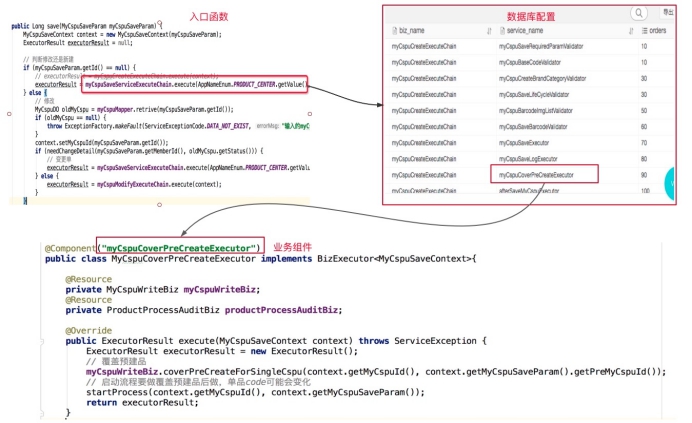 入口函数
public Long save(MyCspuSaveParam myCspuSaveParam) {
MyCspuSaveContext context = new MyCspuSaveContext(myCspuSaveParam);
ExecutorResult executorResult = null;
// 判断修改还是新建
if (myCspuSaveParam.getId() == null) {
// executorResult = myCspuCreateExecuteChain.execute(context);
executorResult = myCspuSaveServiceExecuteChain.execute(AppNameEnum.PRODUCT_CENTER.getValue()
} else {
// 修改
MyCspuDO oldMyCspu = myCspuMapper.retrive(myCspuSaveParam.getId());
if (oldMyCspu == null) {
throw ExceptionFactory.makeFault(ServiceExceptionCode.DATA_NOT_EXIST, errorMsg: "输入的myC
}
context.setMyCspuId(myCspuSaveParam.getId());
if (needChangeDetail(myCspuSaveParam.getMemberId(), oldMyCspu.getStatus())) {
// 变更单
executorResult = myCspuSaveServiceExecuteChain.execute(AppNameEnum.PRODUCT_CENTER.getValue
} else {
executorResult = myCspuModifyExecuteChain.execute(context);
}
}
数据库配置
导出
biz_name service_name orders
myCspuCreateExecuteChain myCspuSaveRequiredParamValidator 10
myCspuCreateExecuteChain myCspuBaseCodeValidator 10
myCspuCreateExecuteChain myCspuCreateBrandCategoryValidator 30
myCspuCreateExecuteChain myCspuSaveLifeCycleValidator 30
myCspuCreateExecuteChain myCspuBarcodeImgListValidator 50
myCspuCreateExecuteChain myCspuSaveBarcodeValidator 60
myCspuCreateExecuteChain myCspuSaveExecutor 70
myCspuCreateExecuteChain myCspuSaveLogExecutor 80
myCspuCreateExecuteChain myCspuCoverPreCreateExecutor 90
myCspuCreateExecuteChain afterSaveMyCspuExecutor 100
@Component("myCspuCoverPreCreateExecutor") 业务组件
public class MyCspuCoverPreCreateExecutor implements BizExecutor<MyCspuSaveContext>{
@Resource
private MyCspuWriteBiz myCspuWriteBiz;
@Resource
private ProductProcessAuditBiz productProcessAuditBiz;
@Override
public ExecutorResult execute(MyCspuSaveContext context) throws ServiceException {
ExecutorResult executorResult = new ExecutorResult();
// 覆盖预建品
myCspuWriteBiz.coverPreCreateForSingleCspu(context.getMyCspuId(), context.getMyCspuSaveParam().getPreMyCspuId());
// 启动流程要做覆盖预建品后做，单品code可能会变化
startProcess(context.getMyCspuId(), context.getMyCspuSaveParam());
return executorResult;
}